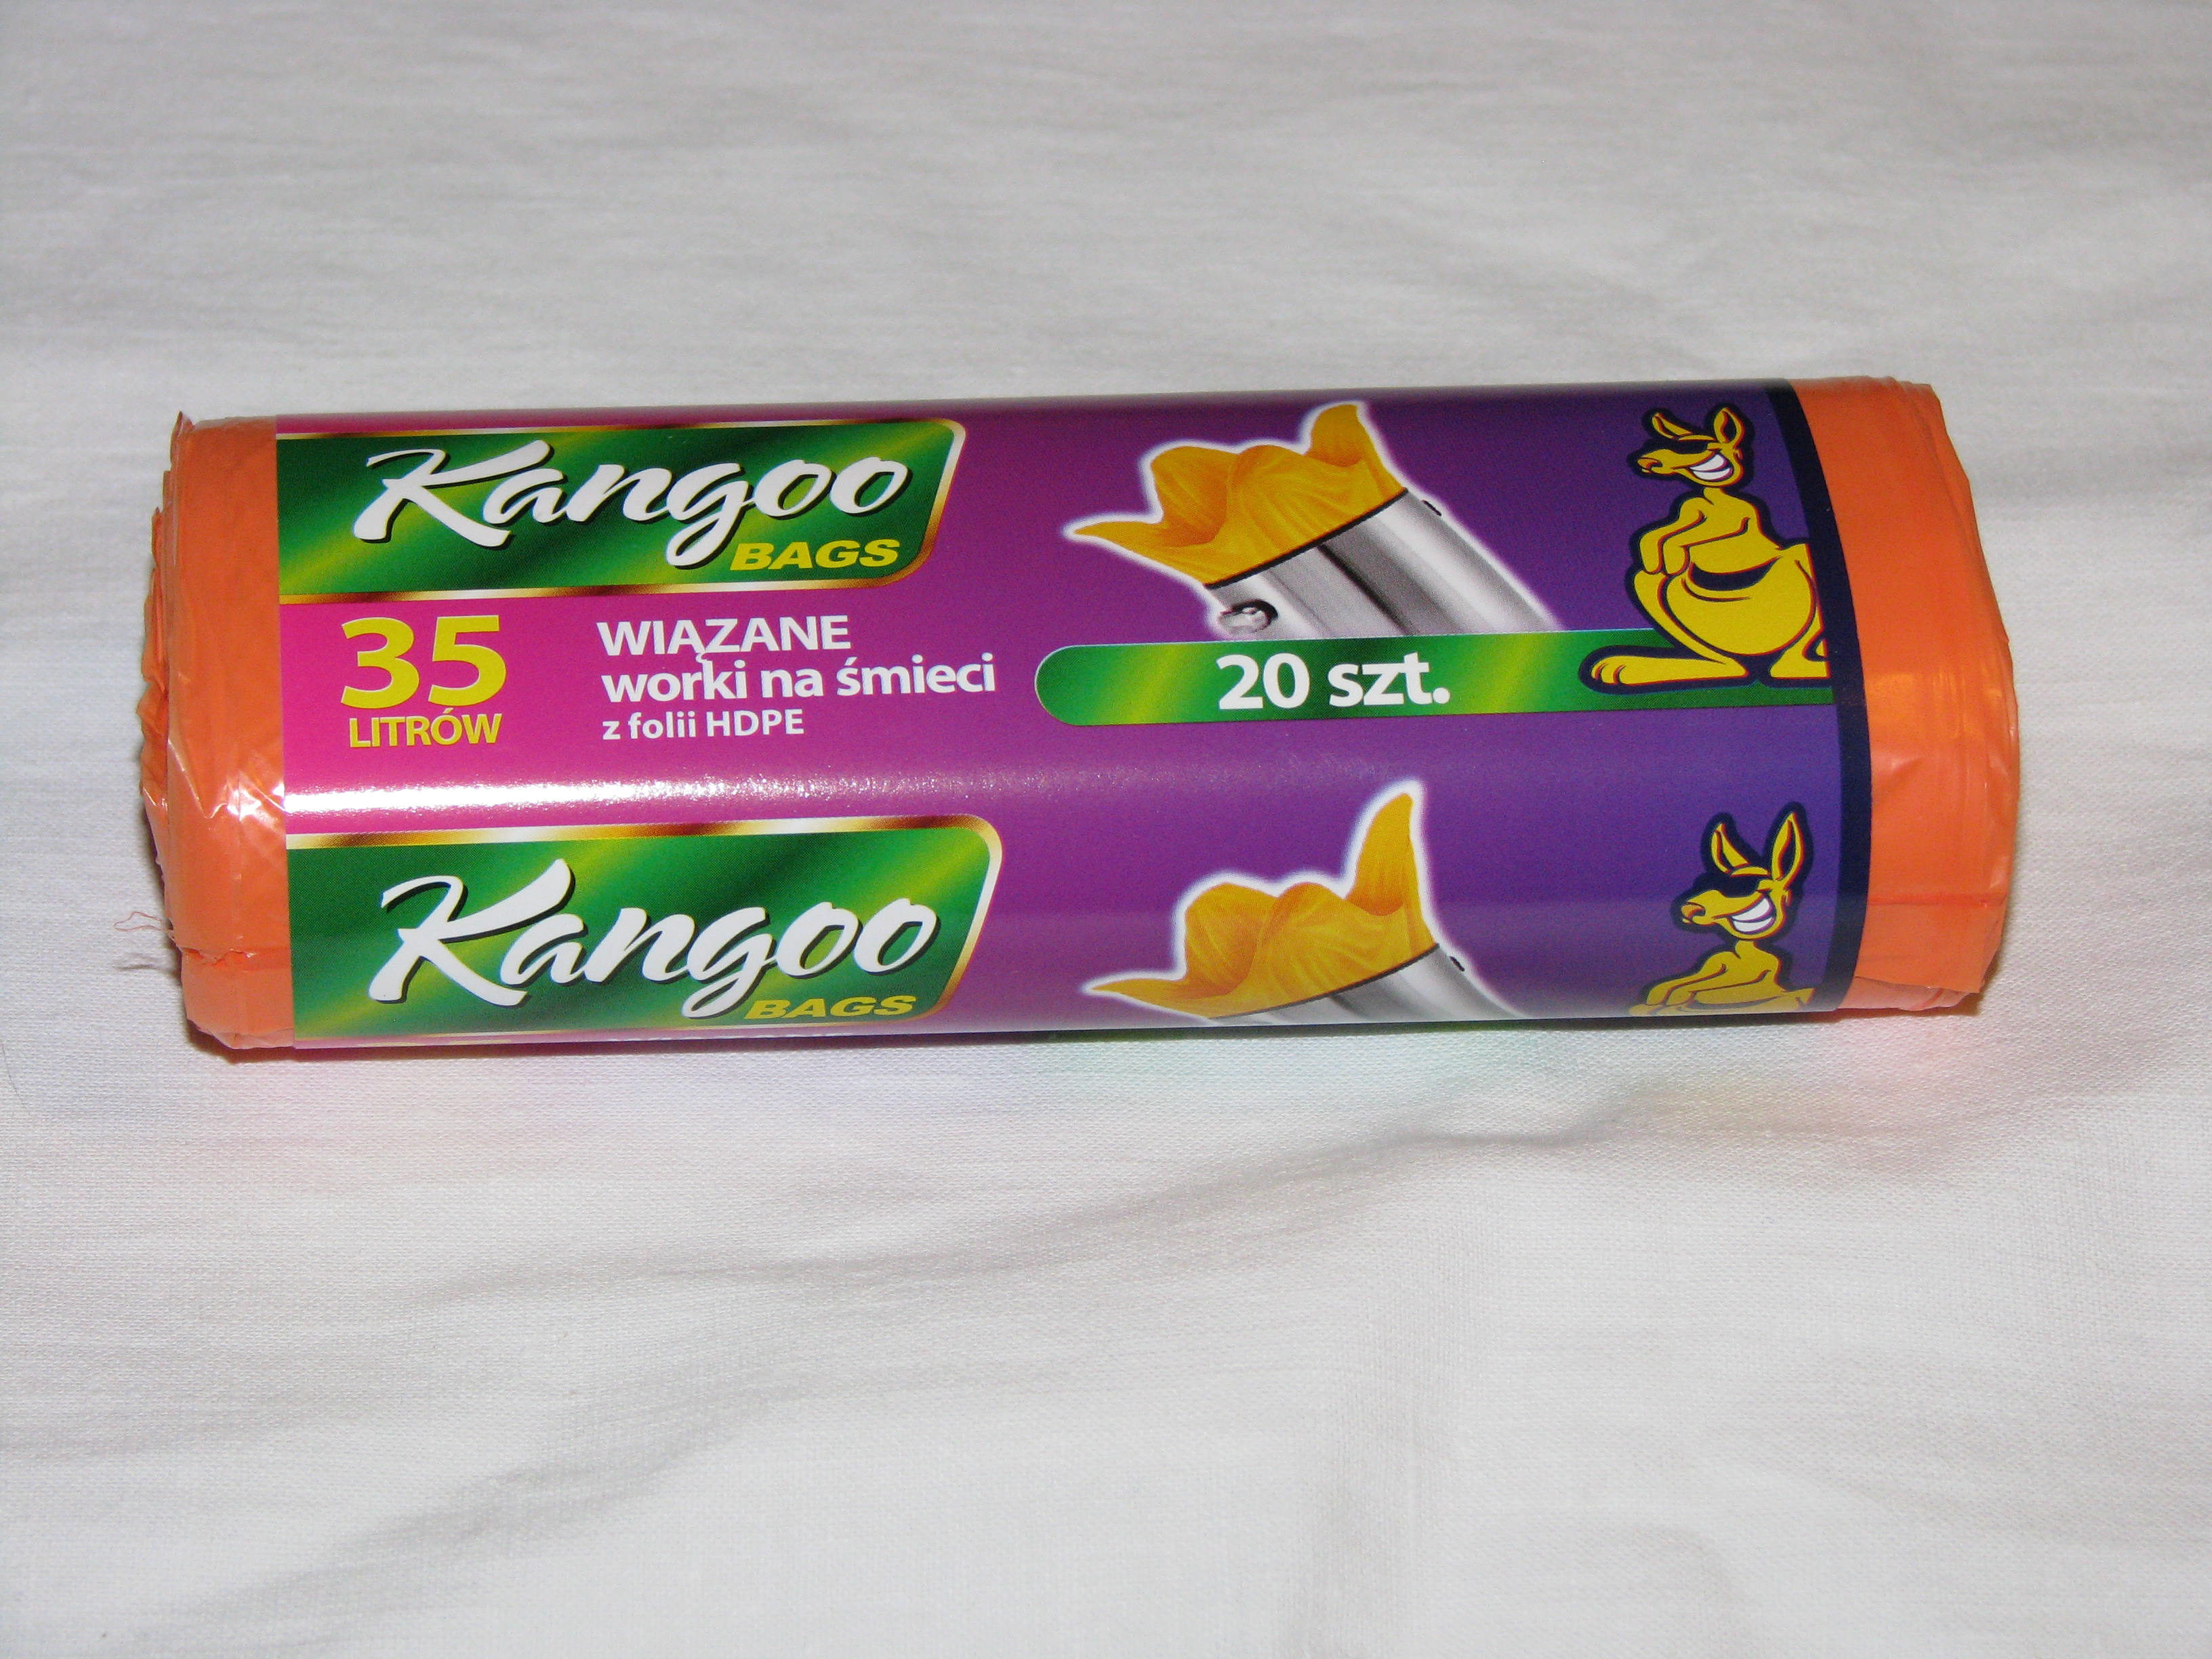 Kangoo
BAGS
35
LITRÓW
WIĄZANE
worki na śmieci
z folii HDPE
20 szt.
Kangoo
BAGS